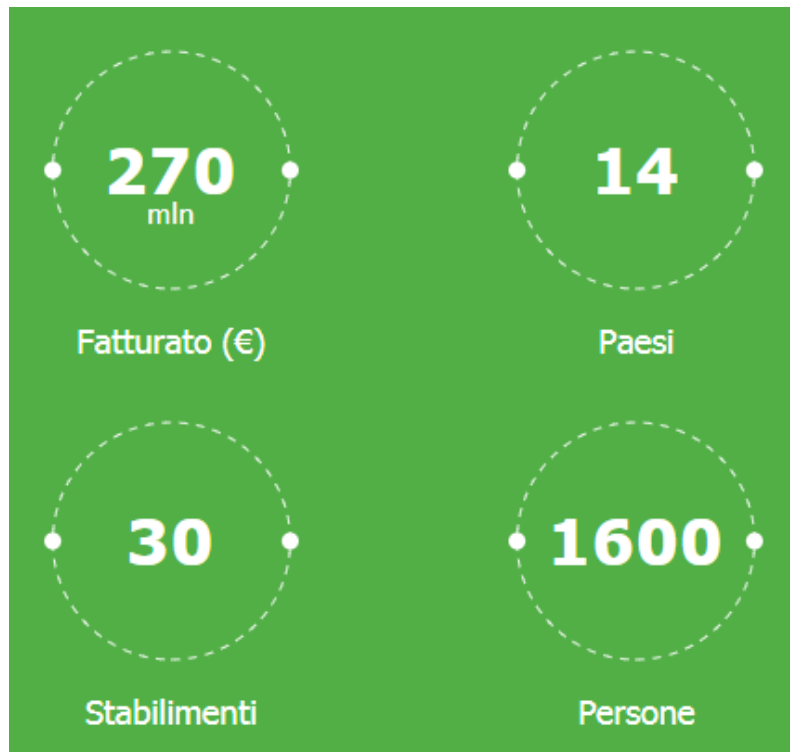 270
mln
Fatturato (€)
14
Paesi
30
Stabilimenti
1600
Persone